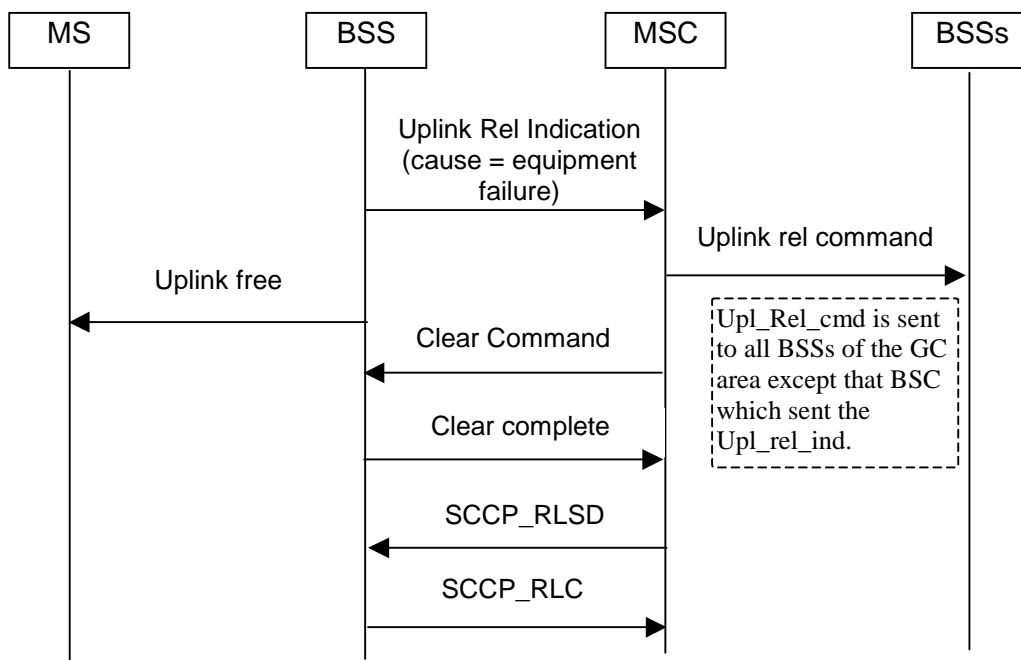 MS
BSS
MSC
BSSs
Uplink Rel Indication
(cause = equipment
failure)
Uplink rel command
Uplink free
Upl_Rel_cmd is sent
to all BSSs of the GC
area except that BSC
which sent the
Upl_rel_ind.
Clear Command
Clear complete
SCCP_RLSD
SCCP_RLC